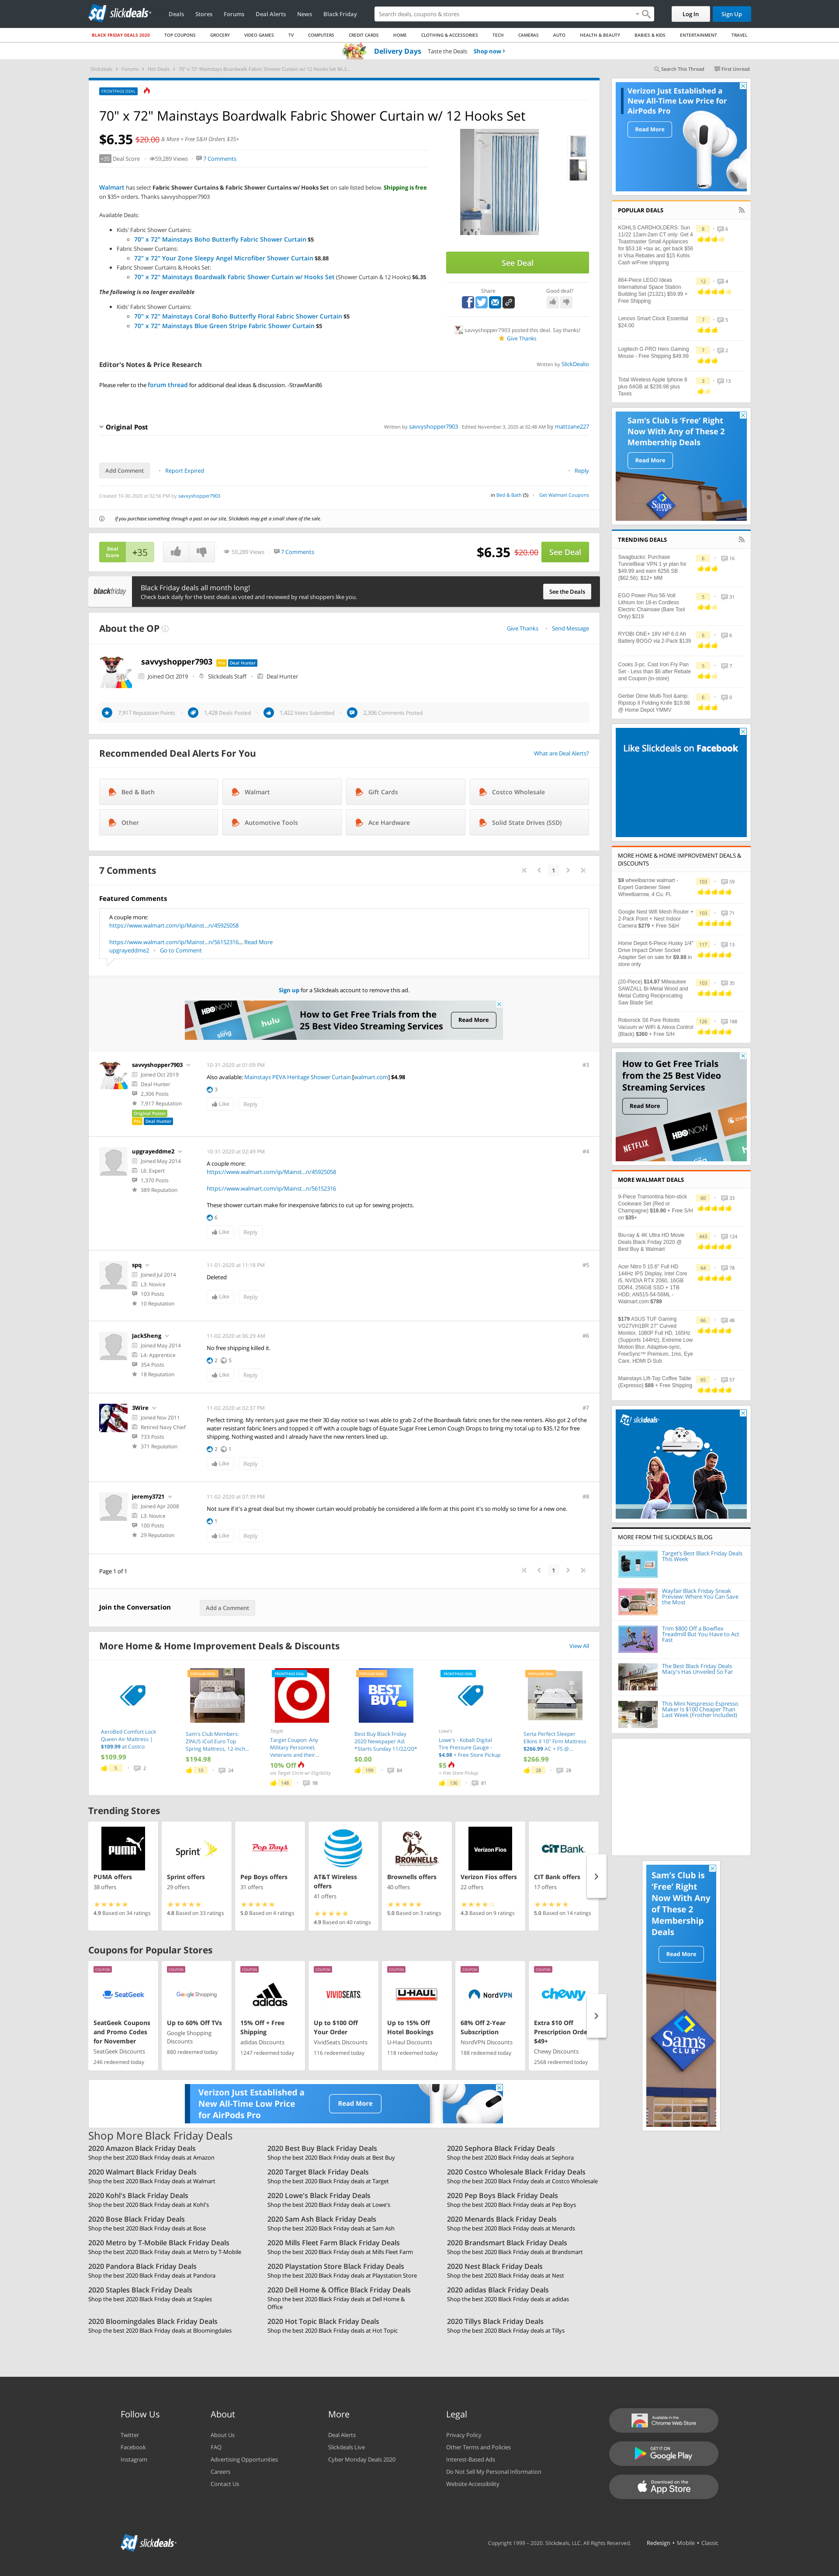 slickdeals
Deals Stores Forums Deal Alerts News Black Friday
Search deals, coupons & stores
Log In
Sign Up
BLACK FRIDAY DEALS 2020 TOP COUPONS GROCERY VIDEO GAMES TV COMPUTERS CREDIT CARDS HOME CLOTHING & ACCESSORIES TECH CAMERAS AUTO HEALTH & BEAUTY BABIES & KIDS ENTERTAINMENT TRAVEL
Delivery Days Taste the Deals Shop now
Slickdeals Forums Hot Deals 70" x 72" Mainstays Boardwalk Fabric Shower Curtain w/ 12 Hooks Set $6.3...
Search This Thread First Unread
FRONTPAGE DEAL
70" x 72" Mainstays Boardwalk Fabric Shower Curtain w/ 12 Hooks Set
$6.35 $20.00 & More + Free S&H Orders $35+
+35 Deal Score 59,289 Views 7 Comments
Walmart has select Fabric Shower Curtains & Fabric Shower Curtains w/ Hooks Set on sale listed below. Shipping is free
on $35+ orders. Thanks savvyshopper7903
Available Deals:
Kids' Fabric Shower Curtains:
70" x 72" Mainstays Boho Butterfly Fabric Shower Curtain $5
Fabric Shower Curtains:
72" x 72" Your Zone Sleepy Angel Microfiber Shower Curtain $8.88
Fabric Shower Curtains & Hooks Set:
70" x 72" Mainstays Boardwalk Fabric Shower Curtain w/ Hooks Set (Shower Curtain & 12 Hooks) $6.35
The following is no longer available
Kids' Fabric Shower Curtains:
70" x 72" Mainstays Coral Boho Butterfly Floral Fabric Shower Curtain $5
70" x 72" Mainstays Blue Green Stripe Fabric Shower Curtain $5
See Deal
Share
Good deal?
savvyshopper7903 posted this deal. Say thanks!
Give Thanks
Editor's Notes & Price Research
Written by SlickDealio
Please refer to the forum thread for additional deal ideas & discussion. -StrawMan86
Original Post
Written by savvyshopper7903 Edited November 3, 2020 at 02:48 AM by mattzane227
Add Comment
Report Expired
Reply
Created 10-30-2020 at 02:56 PM by savvyshopper7903
in Bed & Bath (5) Get Walmart Coupons
If you purchase something through a post on our site, Slickdeals may get a small share of the sale.
Deal Score +35
59,289 Views 7 Comments
$6.35 $20.00 See Deal
blackfriday
Black Friday deals all month long!
Check back daily for the best deals as voted and reviewed by real shoppers like you.
See the Deals
About the OP
Give Thanks Send Message
savvyshopper7903 Pro Deal Hunter
Joined Oct 2019 Slickdeals Staff Deal Hunter
7,917 Reputation Points 1,428 Deals Posted 1,422 Votes Submitted 2,306 Comments Posted
Recommended Deal Alerts For You
What are Deal Alerts?
Bed & Bath
Walmart
Gift Cards
Costco Wholesale
Other
Automotive Tools
Ace Hardware
Solid State Drives (SSD)
7 Comments
1
Featured Comments
A couple more:
https://www.walmart.com/ip/Mainst...n/45925058
https://www.walmart.com/ip/Mainst...n/56152316... Read More
upgrayeddme2 Go to Comment
Sign up for a Slickdeals account to remove this ad.
HBO NOW
sling
hulu
How to Get Free Trials from the
25 Best Video Streaming Services
Read More
savvyshopper7903
Joined Oct 2019
Deal Hunter
2,306 Posts
7,917 Reputation
Original Poster
Pro Deal Hunter
10-31-2020 at 01:09 PM
#3
Also available: Mainstays PEVA Heritage Shower Curtain [walmart.com] $4.98
3
Like Reply
upgrayeddme2
Joined May 2014
L6: Expert
1,370 Posts
389 Reputation
10-31-2020 at 02:49 PM
#4
A couple more:
https://www.walmart.com/ip/Mainst...n/45925058
https://www.walmart.com/ip/Mainst...n/56152316
These shower curtain make for inexpensive fabrics to cut up for sewing projects.
6
Like Reply
spq
Joined Jul 2014
L3: Novice
103 Posts
10 Reputation
11-01-2020 at 11:18 PM
#5
Deleted
Like Reply
JackSheng
Joined May 2014
L4: Apprentice
354 Posts
18 Reputation
11-02-2020 at 06:29 AM
#6
No free shipping killed it.
2 5
Like Reply
3Wire
Joined Nov 2011
Retired Navy Chief
733 Posts
371 Reputation
11-02-2020 at 02:37 PM
#7
Perfect timing. My renters just gave me their 30 day notice so I was able to grab 2 of the Boardwalk fabric ones for the new renters. Also got 2 of the
water resistant fabric liners and topped it off with a couple bags of Equate Sugar Free Lemon Cough Drops to bring my total up to $35.12 for free
shipping. Nothing wasted and I already have the new renters lined up.
2 1
Like Reply
jeremy3721
Joined Apr 2008
L3: Novice
100 Posts
29 Reputation
11-02-2020 at 07:35 PM
#8
Not sure if it's a great deal but my shower curtain would probably be considered a life form at this point it's so moldy so time for a new one.
1
Like Reply
Page 1 of 1
1
Join the Conversation
Add a Comment
More Home & Home Improvement Deals & Discounts
View All
AeroBed Comfort Lock
Queen Air Mattress |
$109.99 at Costco
$109.99
5 2
POPULAR DEAL
Sam's Club Members:
ZINUS iCoil Euro Top
Spring Mattress, 12-Inch...
$194.98
10 24
FRONTPAGE DEAL
Target
Target Coupon: Any
Military Personnel,
Veterans and their ...
10% Off
via Target Circle w/ Eligibility
148 98
POPULAR DEAL
BEST BUY
Best Buy Black Friday
2020 Newspaper Ad:
*Starts Sunday 11/22/20*
$0.00
199 84
FRONTPAGE DEAL
Lowe's
Lowe's - Kobalt Digital
Tire Pressure Gauge -
$4.98 + Free Store Pickup
$5
+ Free Store Pickup
136 81
POPULAR DEAL
Serta Perfect Sleeper
Elkins II 10" Firm Mattress
$266.99 AC + FS @...
$266.99
28 28
Trending Stores
PUMA
PUMA offers
38 offers
4.9 Based on 34 ratings
Sprint
Sprint offers
29 offers
4.8 Based on 33 ratings
Pep Boys
Pep Boys offers
31 offers
5.0 Based on 4 ratings
AT&T
AT&T Wireless
offers
41 offers
4.9 Based on 40 ratings
BROWNELLS
Brownells offers
40 offers
5.0 Based on 3 ratings
Verizon Fios
Verizon Fios offers
22 offers
4.3 Based on 9 ratings
CIT Bank
CIT Bank offers
17 offers
5.0 Based on 14 ratings
Coupons for Popular Stores
COUPON
SeatGeek
SeatGeek Coupons
and Promo Codes
for November
SeatGeek Discounts
246 redeemed today
COUPON
Google Shopping
Up to 60% Off TVs
Google Shopping
Discounts
880 redeemed today
COUPON
adidas
15% Off + Free
Shipping
adidas Discounts
1247 redeemed today
COUPON
VIVIDSEATS
Up to $100 Off
Your Order
VividSeats Discounts
116 redeemed today
COUPON
U-HAUL
Up to 15% Off
Hotel Bookings
U-Haul Discounts
118 redeemed today
COUPON
NordVPN
68% Off 2-Year
Subscription
NordVPN Discounts
188 redeemed today
COUPON
chewy
Extra $10 Off
Prescription Orde
$49+
Chewy Discounts
2568 redeemed today
Verizon Just Established a
New All-Time Low Price
for AirPods Pro
Read More
Shop More Black Friday Deals
2020 Amazon Black Friday Deals
Shop the best 2020 Black Friday deals at Amazon
2020 Best Buy Black Friday Deals
Shop the best 2020 Black Friday deals at Best Buy
2020 Sephora Black Friday Deals
Shop the best 2020 Black Friday deals at Sephora
2020 Walmart Black Friday Deals
Shop the best 2020 Black Friday deals at Walmart
2020 Target Black Friday Deals
Shop the best 2020 Black Friday deals at Target
2020 Costco Wholesale Black Friday Deals
Shop the best 2020 Black Friday deals at Costco Wholesale
2020 Kohl's Black Friday Deals
Shop the best 2020 Black Friday deals at Kohl's
2020 Lowe's Black Friday Deals
Shop the best 2020 Black Friday deals at Lowe's
2020 Pep Boys Black Friday Deals
Shop the best 2020 Black Friday deals at Pep Boys
2020 Bose Black Friday Deals
Shop the best 2020 Black Friday deals at Bose
2020 Sam Ash Black Friday Deals
Shop the best 2020 Black Friday deals at Sam Ash
2020 Menards Black Friday Deals
Shop the best 2020 Black Friday deals at Menards
2020 Metro by T-Mobile Black Friday Deals
Shop the best 2020 Black Friday deals at Metro by T-Mobile
2020 Mills Fleet Farm Black Friday Deals
Shop the best 2020 Black Friday deals at Mills Fleet Farm
2020 Brandsmart Black Friday Deals
Shop the best 2020 Black Friday deals at Brandsmart
2020 Pandora Black Friday Deals
Shop the best 2020 Black Friday deals at Pandora
2020 Playstation Store Black Friday Deals
Shop the best 2020 Black Friday deals at Playstation Store
2020 Nest Black Friday Deals
Shop the best 2020 Black Friday deals at Nest
2020 Staples Black Friday Deals
Shop the best 2020 Black Friday deals at Staples
2020 Dell Home & Office Black Friday Deals
Shop the best 2020 Black Friday deals at Dell Home &
Office
2020 adidas Black Friday Deals
Shop the best 2020 Black Friday deals at adidas
2020 Bloomingdales Black Friday Deals
Shop the best 2020 Black Friday deals at Bloomingdales
2020 Hot Topic Black Friday Deals
Shop the best 2020 Black Friday deals at Hot Topic
2020 Tillys Black Friday Deals
Shop the best 2020 Black Friday deals at Tillys
Verizon Just Established a
New All-Time Low Price for
AirPods Pro
Read More
POPULAR DEALS
KOHLS CARDHOLDERS: Sun
11/22 12am-2am CT only: Get 4
Toastmaster Small Appliances
for $53.18 +tax ac, get back $56
in Visa Rebates and $15 Kohls
Cash w/Free shipping
8 6
864-Piece LEGO Ideas
International Space Station
Building Set (21321) $59.99 +
Free Shipping
12 4
Lenovo Smart Clock Essential
$24.00
7 5
Logitech G PRO Hero Gaming
Mouse - Free Shipping $49.99
7 2
Total Wireless Apple Iphone 8
plus 64GB at $239.98 plus
Taxes
3 13
Sam's Club is 'Free' Right
Now With Any of These 2
Membership Deals
Read More
Sam's CLUB
TRENDING DEALS
Swagbucks: Purchase
TunnelBear VPN 1 yr plan for
$49.99 and earn 6256 SB
($62.56): $12+ MM
6 16
EGO Power Plus 56-Volt
Lithium Ion 18-in Cordless
Electric Chainsaw (Bare Tool
Only) $219
5 31
RYOBI ONE+ 18V HP 6.0 Ah
Battery BOGO via 2-Pack $139
6 6
Cooks 3-pc. Cast Iron Fry Pan
Set - Less than $6 after Rebate
and Coupon (in-store)
5 7
Gerber Dime Multi-Tool &amp;
Ripstop II Folding Knife $19.98
@ Home Depot YMMV
6 0
Like Slickdeals on Facebook
MORE HOME & HOME IMPROVEMENT DEALS &
DISCOUNTS
$9 wheelbarrow walmart -
Expert Gardener Steel
Wheelbarrow, 4 Cu. Ft.
103 59
Google Nest Wifi Mesh Router +
2-Pack Point + Nest Indoor
Camera $279 + Free S&H
103 71
Home Depot 6-Piece Husky 1/4"
Drive Impact Driver Socket
Adapter Set on sale for $9.88 in
store only
117 13
(20-Piece) $14.97 Milwaukee
SAWZALL Bi-Metal Wood and
Metal Cutting Reciprocating
Saw Blade Set
103 35
Roborock S6 Pure Robotic
Vacuum w/ WiFi & Alexa Control
(Black) $360 + Free S/H
126 188
How to Get Free Trials
from the 25 Best Video
Streaming Services
Read More
HBO NOW
NETFLIX
MORE WALMART DEALS
9-Piece Tramontina Non-stick
Cookware Set (Red or
Champagne) $19.90 + Free S/H
on $35+
60 33
Blu-ray & 4K Ultra HD Movie
Deals Black Friday 2020 @
Best Buy & Walmart
443 124
Acer Nitro 5 15.6" Full HD
144Hz IPS Display, Intel Core
i5, NVIDIA RTX 2060, 16GB
DDR4, 256GB SSD + 1TB
HDD, AN515-54-58ML -
Walmart.com $789
64 78
$179 ASUS TUF Gaming
VG27VH1BR 27" Curved
Monitor, 1080P Full HD, 165Hz
(Supports 144Hz), Extreme Low
Motion Blur, Adaptive-sync,
FreeSync™ Premium, 1ms, Eye
Care, HDMI D-Sub
66 48
Mainstays Lift-Top Coffee Table
(Expresso) $89 + Free Shipping
85 57
slickdeals
MORE FROM THE SLICKDEALS BLOG
Target's Best Black Friday Deals
This Week
Wayfair Black Friday Sneak
Preview: Where You Can Save
the Most
Trim $800 Off a Bowflex
Treadmill But You Have to Act
Fast
The Best Black Friday Deals
Macy's Has Unveiled So Far
This Mini Nespresso Espresso
Maker Is $100 Cheaper Than
Last Week (Frother Included)
Sam's Club is
'Free' Right
Now With Any
of These 2
Membership
Deals
Read More
Sam's CLUB
Follow Us
Twitter
Facebook
Instagram
About
About Us
FAQ
Advertising Opportunities
Careers
Contact Us
More
Deal Alerts
Slickdeals Live
Cyber Monday Deals 2020
Legal
Privacy Policy
Other Terms and Policies
Interest-Based Ads
Do Not Sell My Personal Information
Website Accessibility
Available in the
Chrome Web Store
GET IT ON
Google Play
Download on the
App Store
slickdeals
Copyright 1999 - 2020. Slickdeals, LLC. All Rights Reserved. Redesign • Mobile • Classic